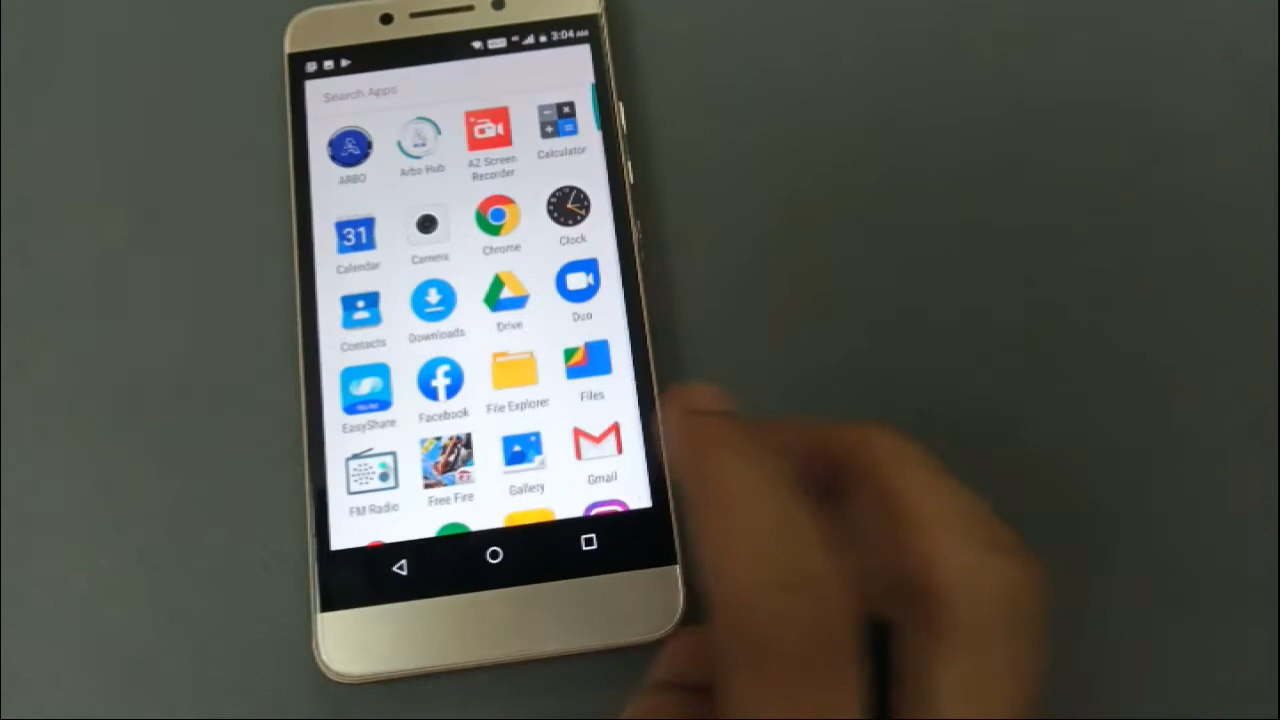 3:04 AM
Search Apps
ARBO
Arbo Hub
AZ Screen
Recorder
Calculator
31
Calendar
Camera
Chrome
Clock
Contacts
Downloads
Drive
Duo
EasyShare
Facebook
File Explorer
Files
FM Radio
Free Fire
Gallery
Gmail